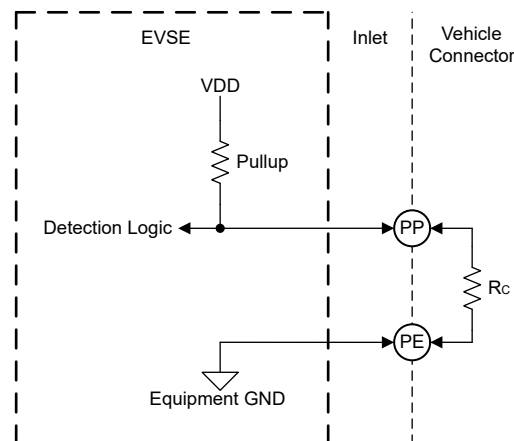 EVSE
Inlet
Vehicle
Connector
VDD
Pullup
Detection Logic
PP
RC
PE
Equipment GND